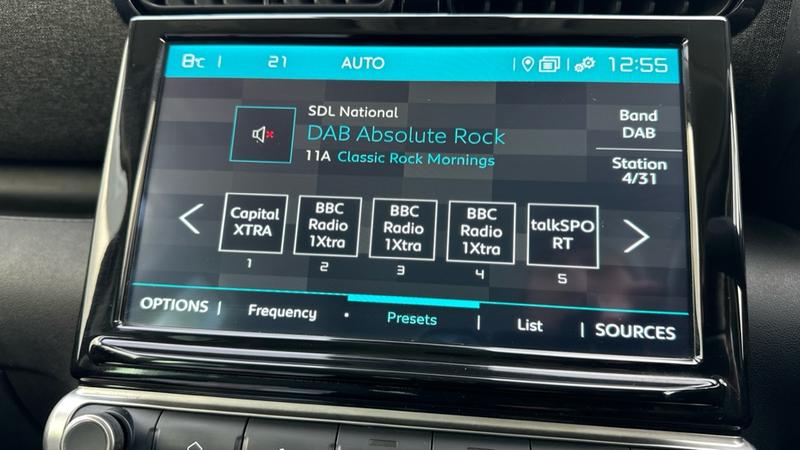 8°C | 21 AUTO | | 12:55
SDL National
DAB Absolute Rock
11A Classic Rock Mornings
Band
DAB
Station
4/31
Capital
XTRA
1
BBC
Radio
1Xtra
2
BBC
Radio
1Xtra
3
BBC
Radio
1Xtra
4
talkSPO
RT
5
OPTIONS | Frequency • Presets | List | SOURCES